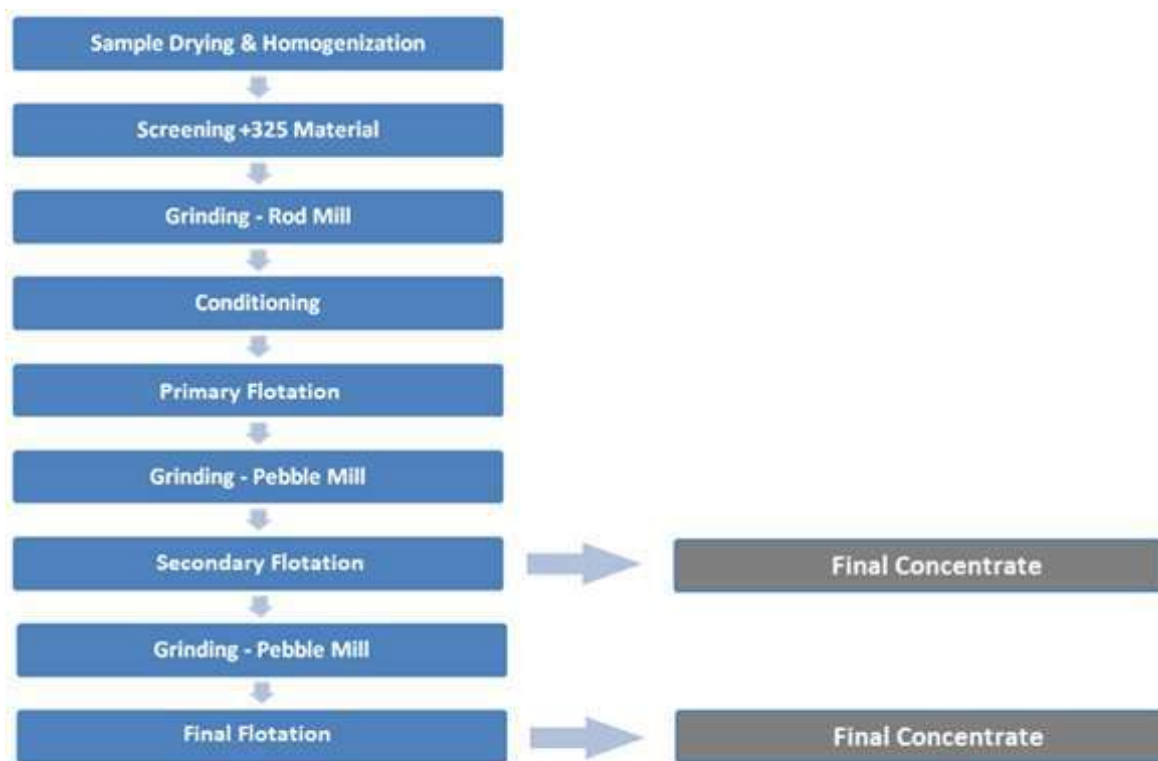 Sample Drying & Homogenization
Screening +325 Material
Grinding - Rod Mill
Conditioning
Primary Flotation
Grinding - Pebble Mill
Secondary Flotation
Final Concentrate
Grinding - Pebble Mill
Final Flotation
Final Concentrate